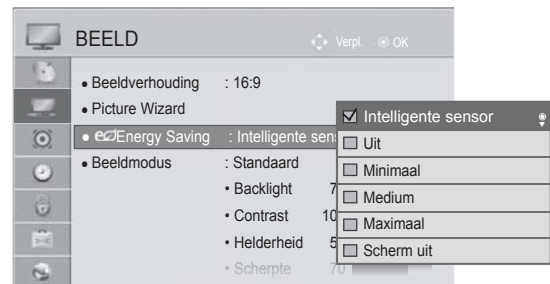 BEELD
Verpl. OK
• Beeldverhouding : 16:9
• Picture Wizard
• Energy Saving : Intelligente
• Beeldmodus : Standaard
• Backlight 7
• Contrast 10
• Helderheid 5
• Scherpte 70
Intelligente sensor
Uit
Minimaal
Medium
Maximaal
Scherm uit